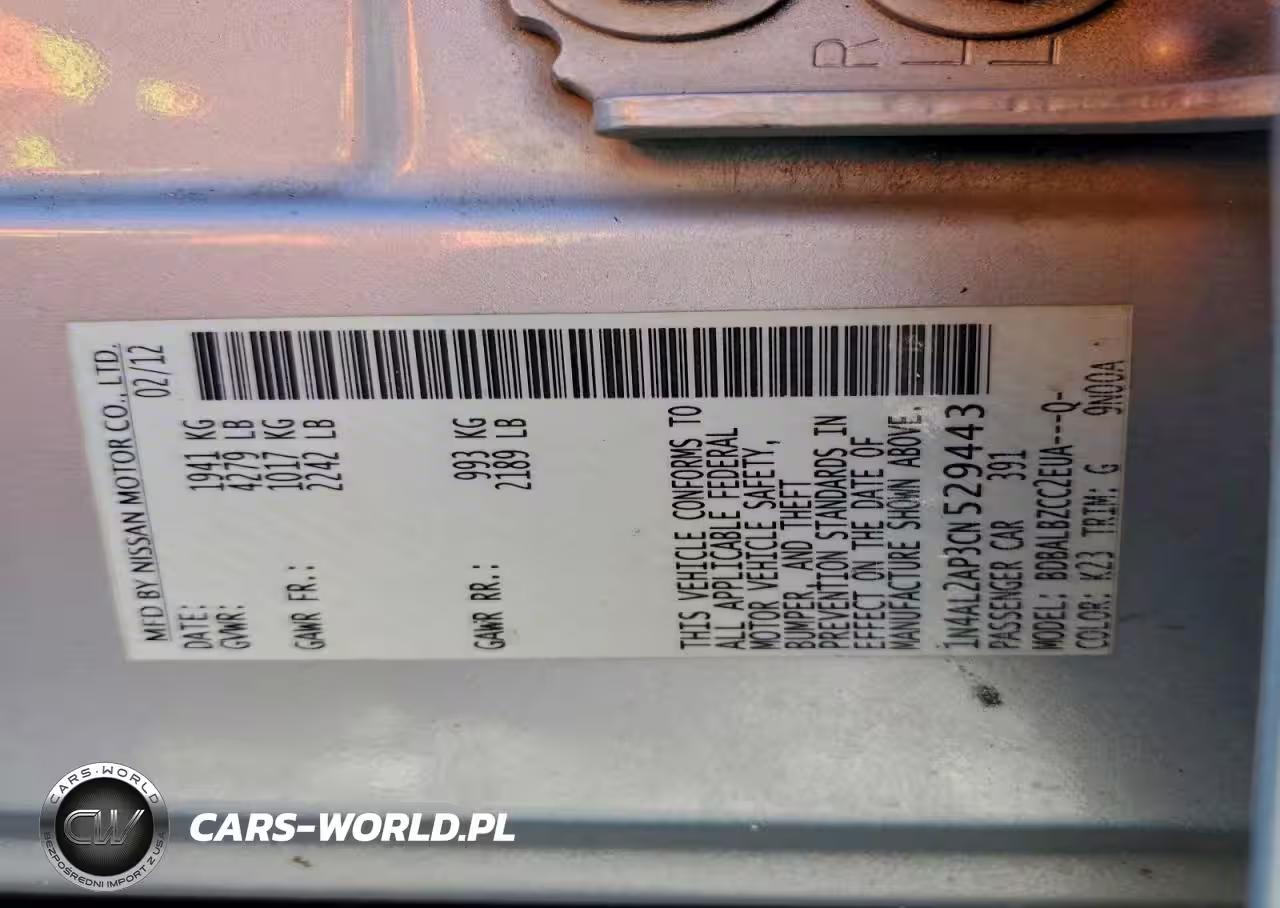 R
L
L
MFD BY NISSAN MOTOR CO., LTD.
DATE: 02/12
GVWR: 1941 KG
4279 LB
GAWR FR.: 1017 KG
2242 LB
GAWR RR.: 993 KG
2189 LB
THIS VEHICLE CONFORMS TO
ALL APPLICABLE FEDERAL
MOTOR VEHICLE SAFETY,
BUMPER, AND THEFT
PREVENTION STANDARDS IN
EFFECT ON THE DATE OF
MANUFACTURE SHOWN ABOVE.
1N4AL2AP3CN529443
PASSENGER CAR 391
MODEL: BDBALBZCC2EUA---Q-
COLOR: K23 TRIM: G 9N00A
CARS-WORLD
CW
BEZPOŚREDNI IMPORT Z USA
CARS-WORLD.PL